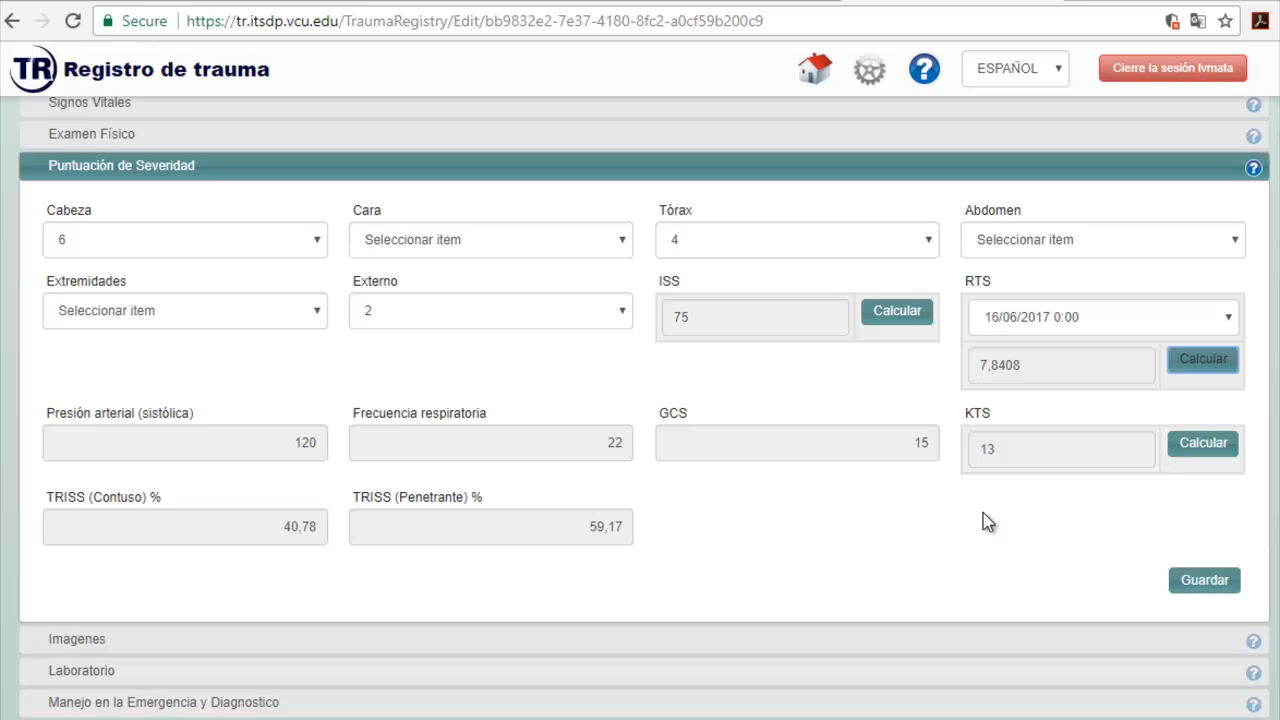 Secure https://tr.itsdp.vcu.edu/TraumaRegistry/Edit/bb9832e2-7e37-4180-8fc2-a0cf59b200c9
TR Registro de trauma ? ESPAÑOL Cierre la sesión lvmata
Signos Vitales ?
Examen Físico ?
Puntuación de Severidad ?
Cabeza Cara Tórax Abdomen
6 Seleccionar item 4 Seleccionar item
Extremidades Externo ISS RTS
Seleccionar item 2 75 Calcular 16/06/2017 0:00
7,8408 Calcular
Presión arterial (sistólica) Frecuencia respiratoria GCS KTS
120 22 15 13 Calcular
TRISS (Contuso) % TRISS (Penetrante) %
40,78 59,17
Guardar
Imagenes ?
Laboratorio ?
Manejo en la Emergencia y Diagnostico ?